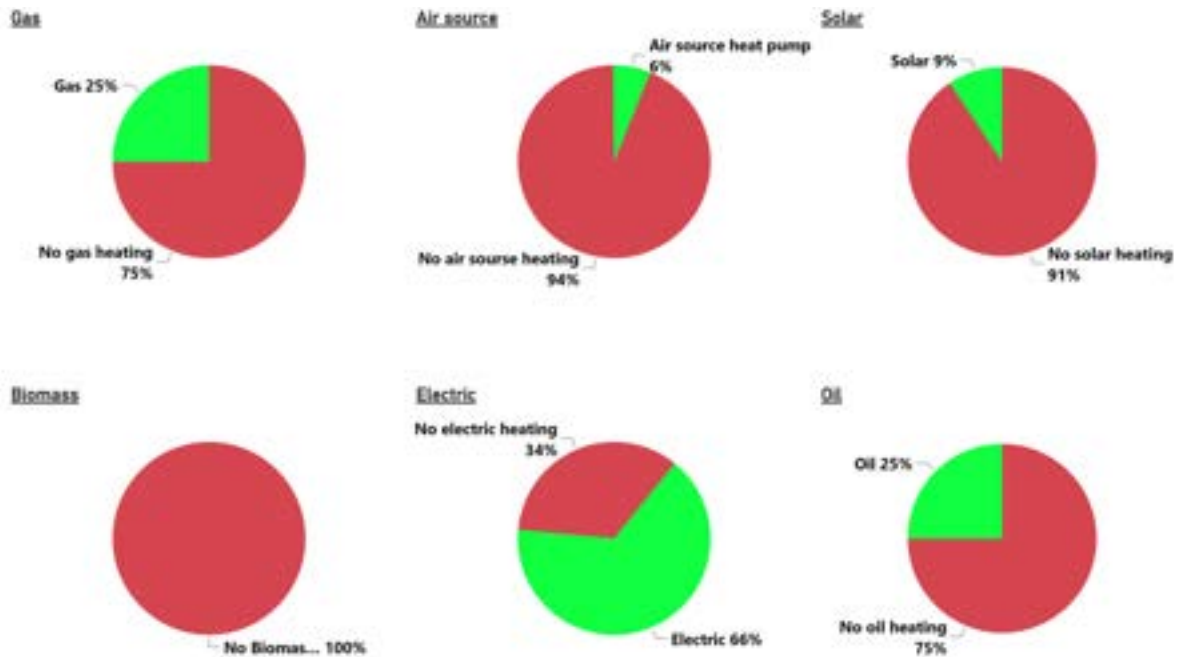 Gas
Air source
Solar
Gas 25%
Air source heat pump
6%
Solar 9%
No gas heating
75%
No air sourse heating
94%
No solar heating
91%
Biomass
Electric
Oil
No electric heating
34%
Oil 25%
No Biomas... 100%
Electric 66%
No oil heating
75%